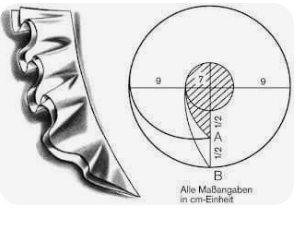 9 7 9
1/2
A
1/2
B
Alle Maßangaben
in cm-Einheit